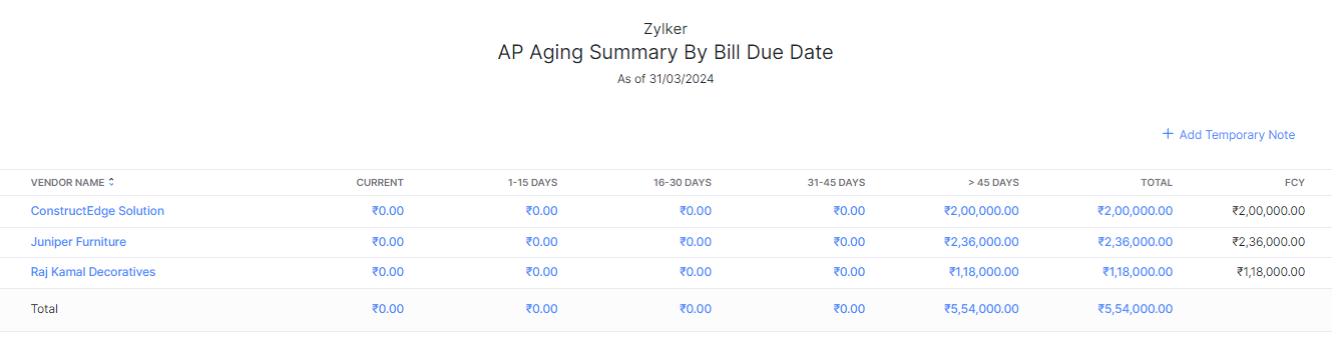 Zylker
AP Aging Summary By Bill Due Date
As of 31/03/2024
+ Add Temporary Note
VENDOR NAME CURRENT 1-15 DAYS 16-30 DAYS 31-45 DAYS > 45 DAYS TOTAL FCY
ConstructEdge Solution ₹0.00 ₹0.00 ₹0.00 ₹0.00 ₹2,00,000.00 ₹2,00,000.00 ₹2,00,000.00
Juniper Furniture ₹0.00 ₹0.00 ₹0.00 ₹0.00 ₹2,36,000.00 ₹2,36,000.00 ₹2,36,000.00
Raj Kamal Decoratives ₹0.00 ₹0.00 ₹0.00 ₹0.00 ₹1,18,000.00 ₹1,18,000.00 ₹1,18,000.00
Total ₹0.00 ₹0.00 ₹0.00 ₹0.00 ₹5,54,000.00 ₹5,54,000.00